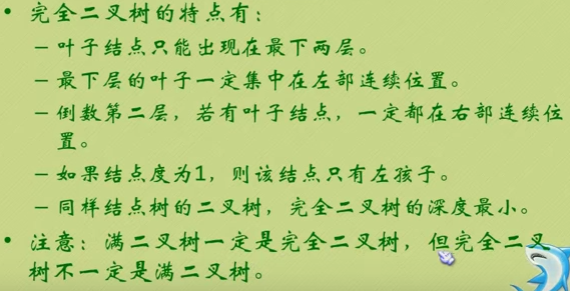 • 完全二叉树的特点有：
– 叶子结点只能出现在最下两层。
– 最下层的叶子一定集中在左部连续位置。
– 倒数第二层，若有叶子结点，一定都在右部连续位
置。
– 如果结点度为1，则该结点只有左孩子。
– 同样结点树的二叉树，完全二叉树的深度最小。
• 注意：满二叉树一定是完全二叉树，但完全二叉
树不一定是满二叉树。